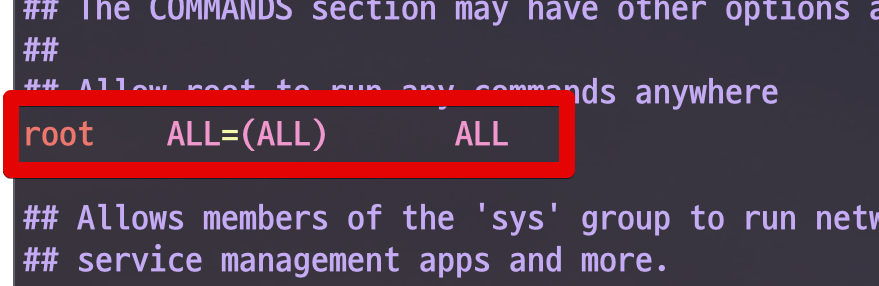 ## The COMMANDS section may have other options a
##
## Allow root to run any commands anywhere
root    ALL=(ALL)       ALL
## Allows members of the 'sys' group to run netw
## service management apps and more.